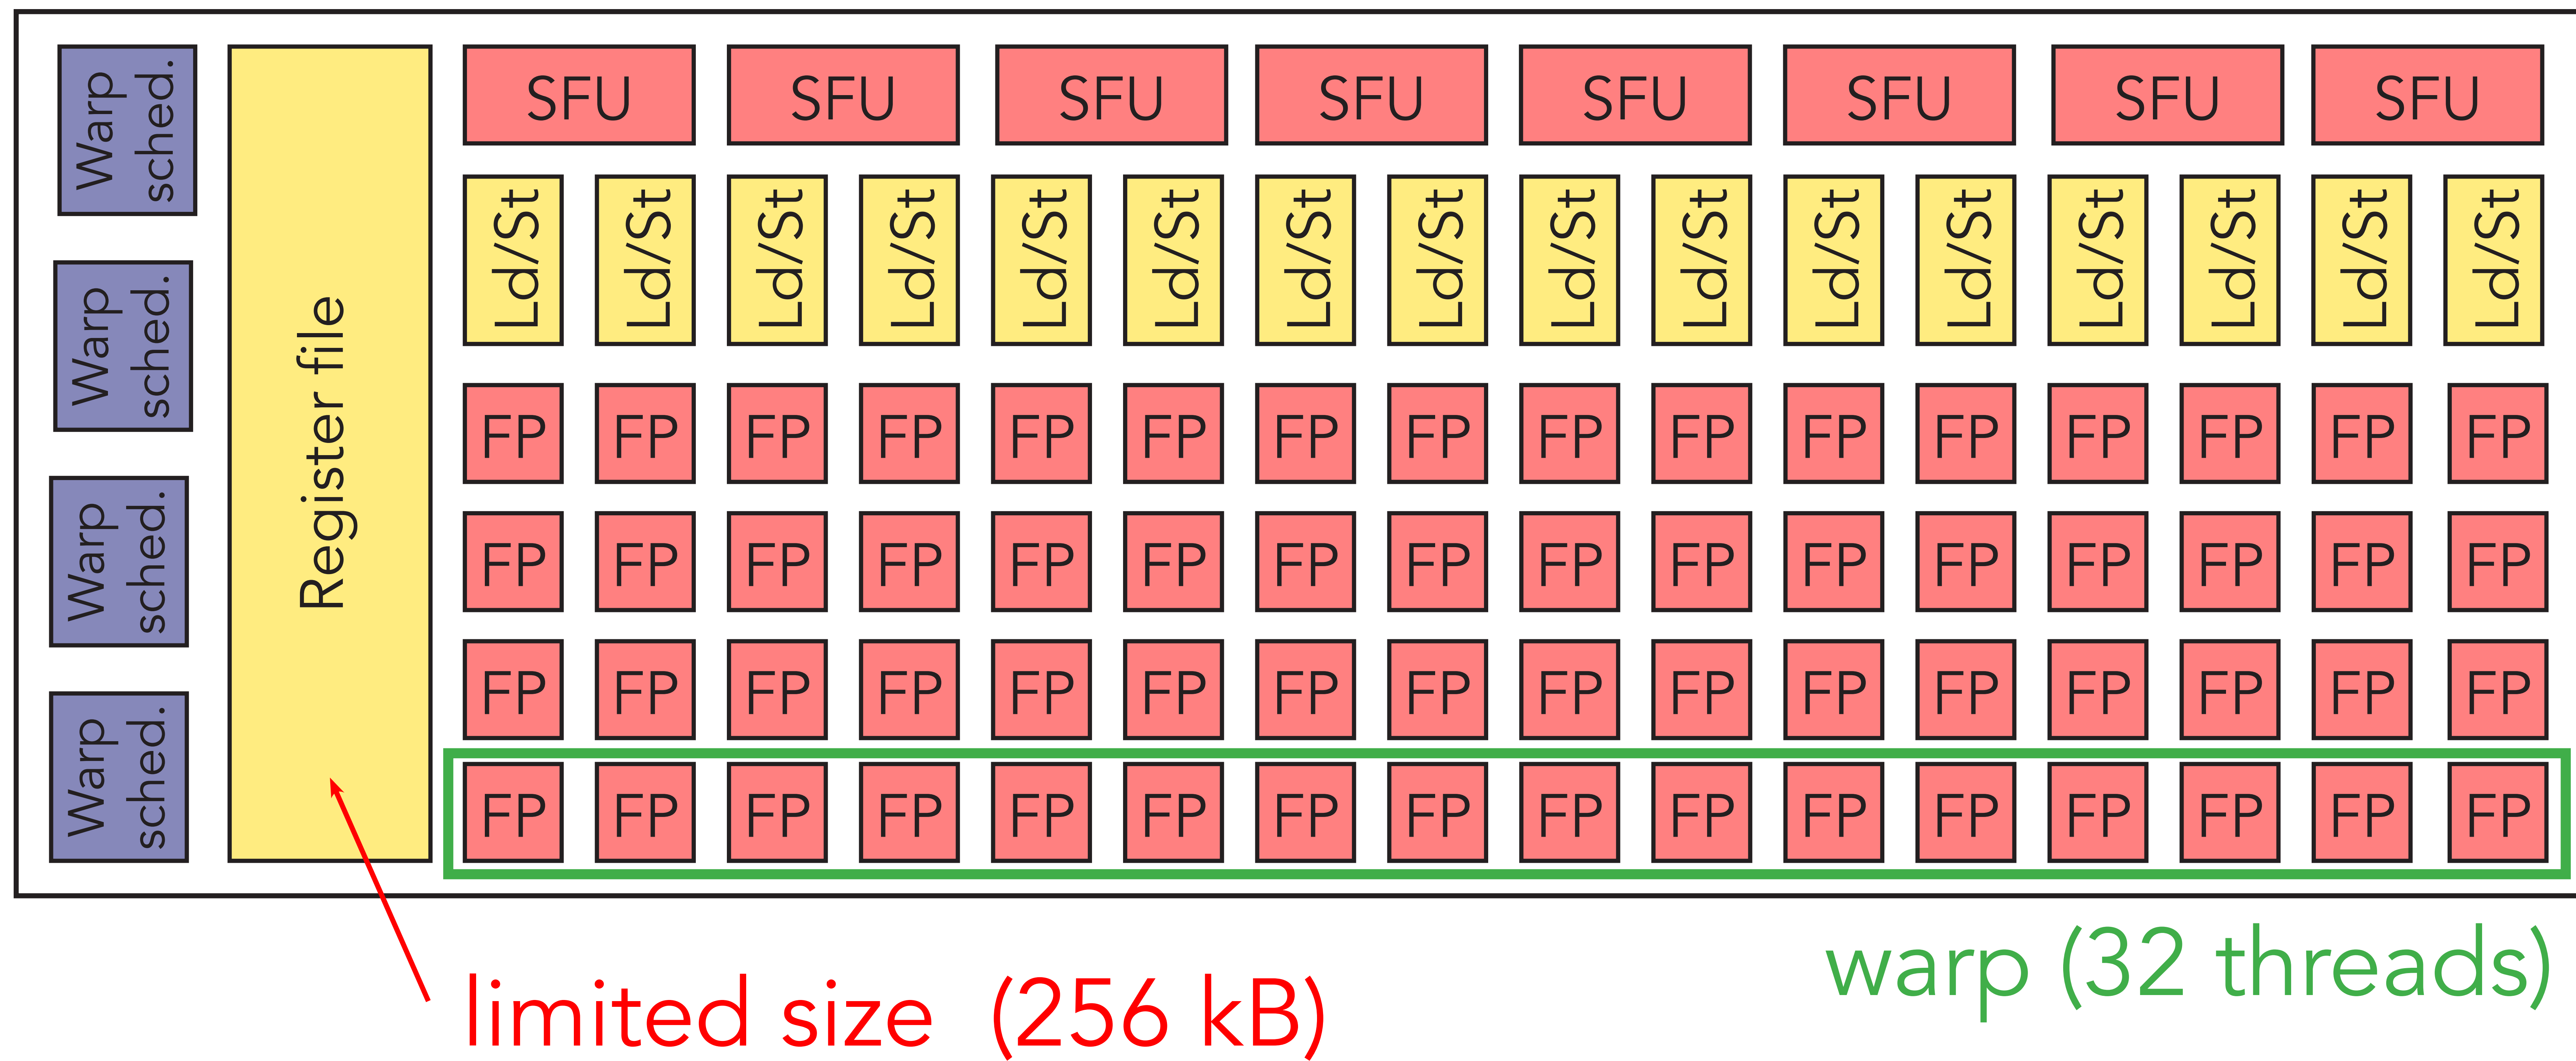 Warp
sched.
Warp
sched.
Warp
sched.
Warp
sched.
Register file
SFU SFU SFU SFU SFU SFU SFU SFU
Ld/St Ld/St Ld/St Ld/St Ld/St Ld/St Ld/St Ld/St Ld/St Ld/St Ld/St Ld/St Ld/St Ld/St Ld/St Ld/St
FP FP FP FP FP FP FP FP FP FP FP FP FP FP FP FP
FP FP FP FP FP FP FP FP FP FP FP FP FP FP FP FP
FP FP FP FP FP FP FP FP FP FP FP FP FP FP FP FP
FP FP FP FP FP FP FP FP FP FP FP FP FP FP FP FP
warp (32 threads)
limited size (256 kB)